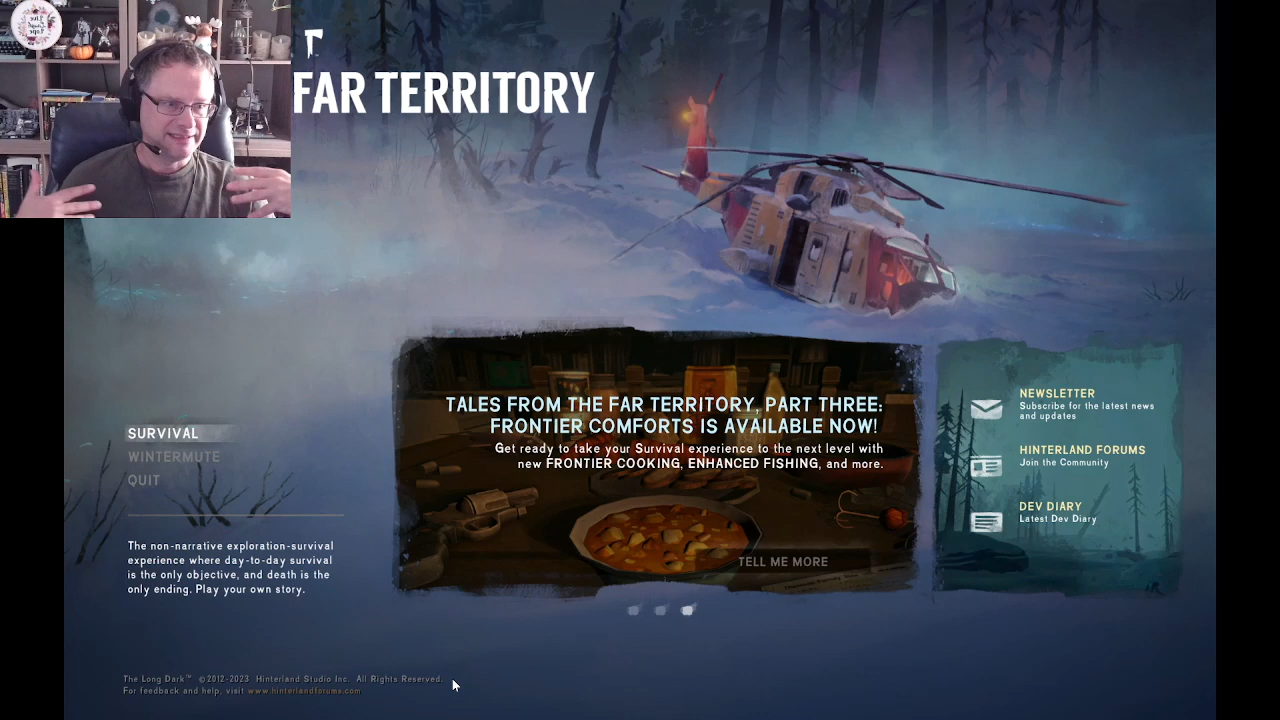 FAR TERRITORY
TALES FROM THE FAR TERRITORY, PART THREE:
FRONTIER COMFORTS IS AVAILABLE NOW!
Get ready to take your Survival experience to the next level with
new FRONTIER COOKING, ENHANCED FISHING, and more.
TELL ME MORE
NEWSLETTER
Subscribe for the latest news
and updates
HINTERLAND FORUMS
Join the Community
DEV DIARY
Latest Dev Diary
SURVIVAL
WINTERMUTE
QUIT
The non-narrative exploration-survival
experience where day-to-day survival
is the only objective, and death is the
only ending. Play your own story.
The Long Dark™ ©2012-2023 Hinterland Studio Inc. All Rights Reserved.
For feedback and help, visit www.hinterlandforums.com